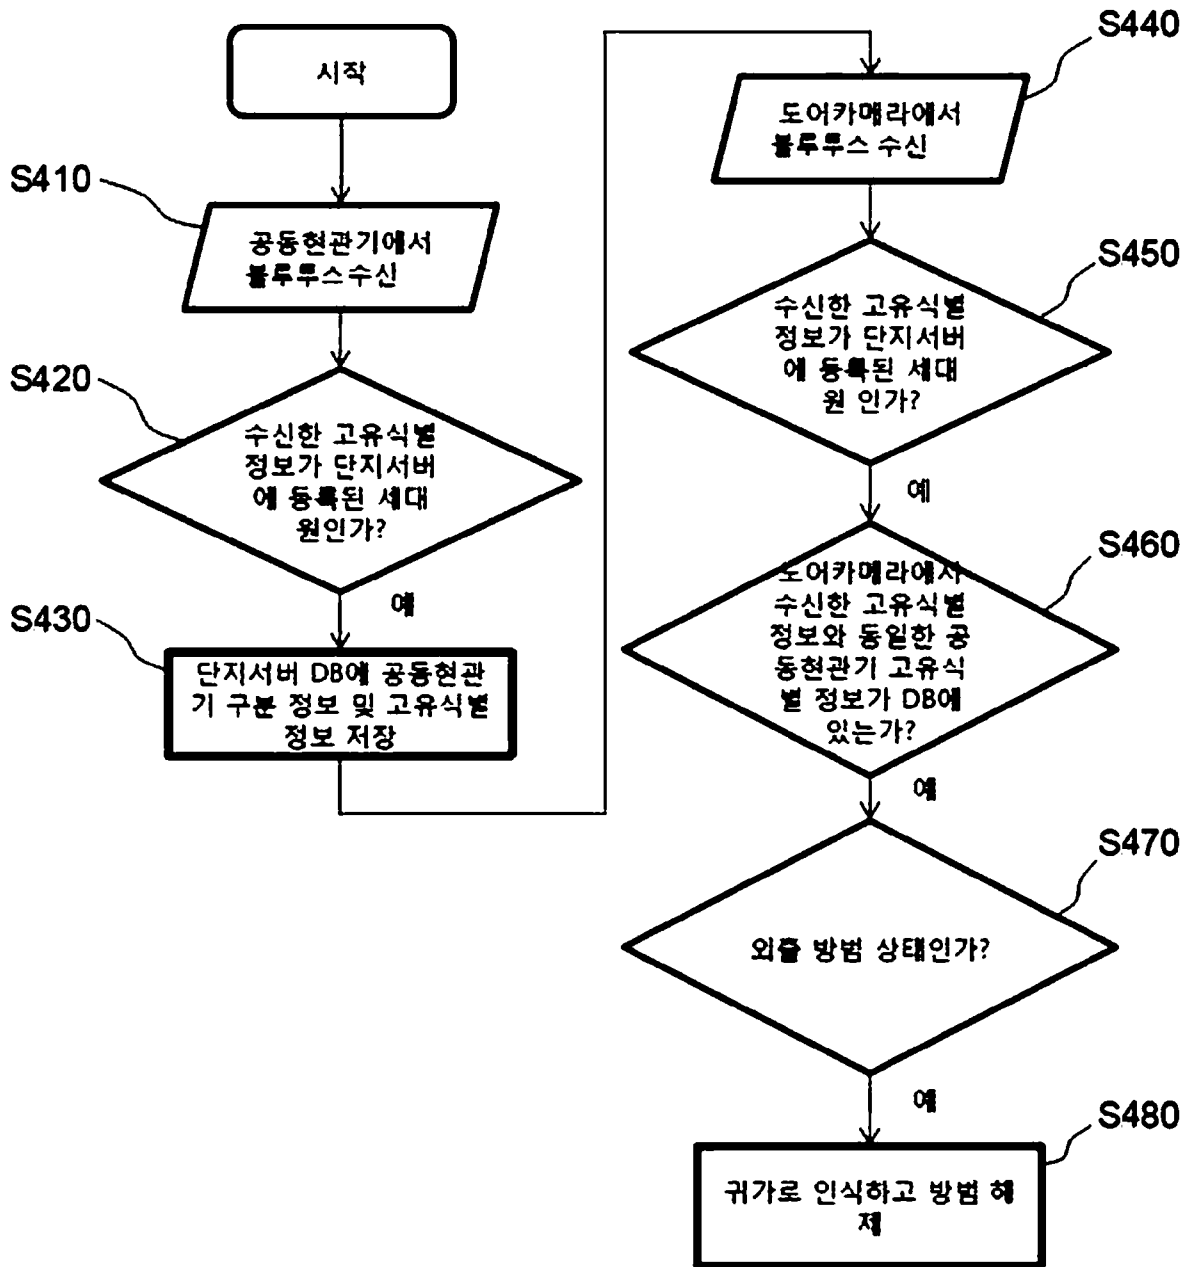 시작
S410
공동현관기에서
블루투스 수신
S420
수신한 고유식별
정보가 단지서버
에 등록된 세대
원인가?
예
S430
단지서버 DB에 공동현관
기 구분 정보 및 고유식별
정보 저장
S440
도어카메라에서
블루투스 수신
S450
수신한 고유식별
정보가 단지서버
에 등록된 세대
원 인가?
예
S460
도어카메라에서
수신한 고유식별
정보와 동일한 공
동현관기 고유식
별 정보가 DB에
있는가?
예
S470
외출 방범 상태인가?
예
S480
귀가로 인식하고 방범 해
제